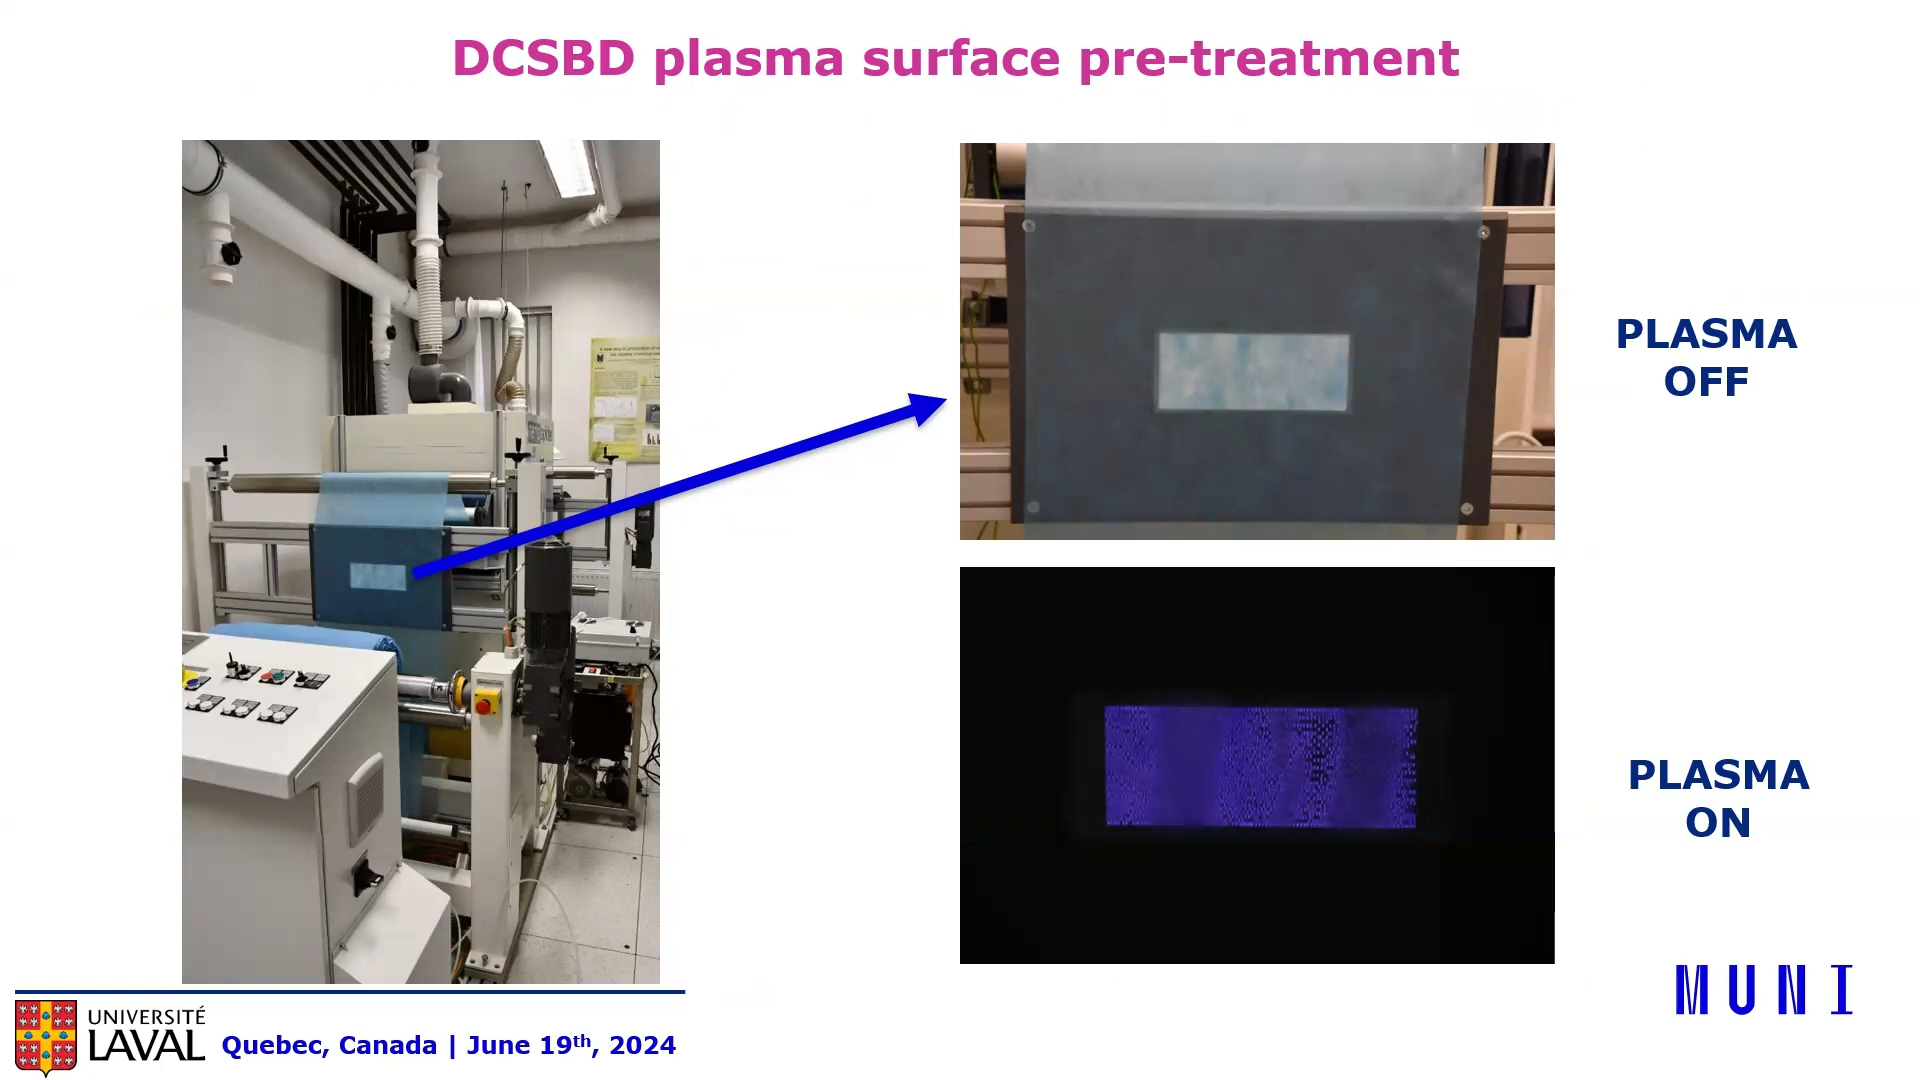 DCSBD plasma surface pre-treatment
PLASMA
OFF
PLASMA
ON
MUNI
UNIVERSITÉ
LAVAL
Quebec, Canada | June 19th, 2024